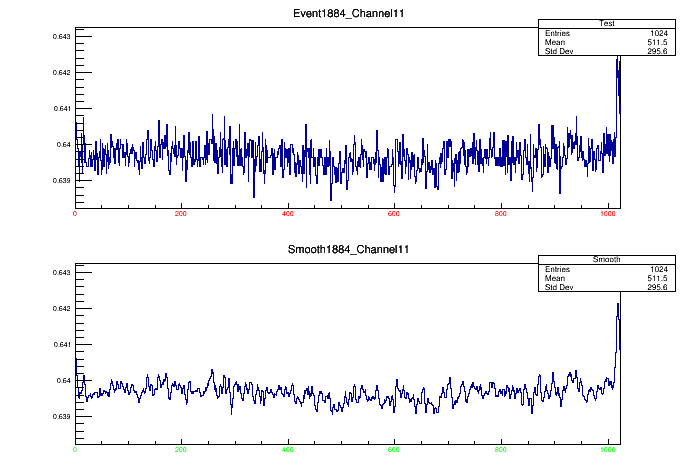 Event1884_Channel11
Test
Entries 1024
Mean 511.5
Std Dev 295.6
0.643
0.642
0.641
0.64
0.639
0 200 400 600 800 1000
Smooth1884_Channel11
Smooth
Entries 1024
Mean 511.5
Std Dev 295.6
0.643
0.642
0.641
0.64
0.639
0 200 400 600 800 1000